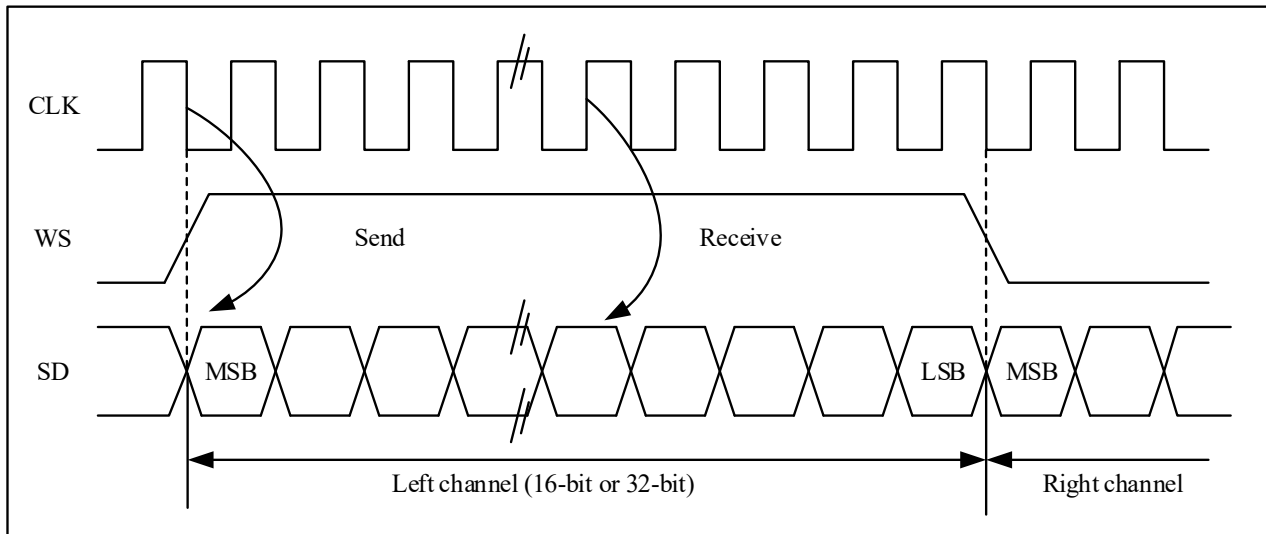 CLK
WS
Send
Receive
SD
MSB
LSB
MSB
Left channel (16-bit or 32-bit)
Right channel